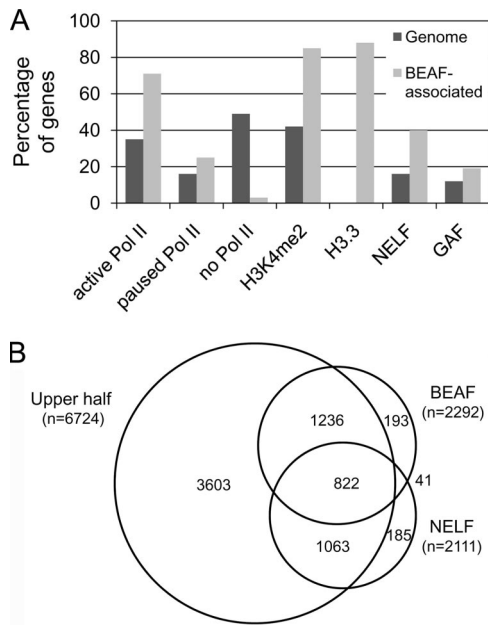 A
Percentage
of genes
100
80
60
40
20
0
Genome
BEAF-
associated
active Pol II
paused Pol II
no Pol II
H3K4me2
H3.3
NELF
GAF
B
Upper half
(n=6724)
BEAF
(n=2292)
1236
193
3603
822
41
1063
185
NELF
(n=2111)